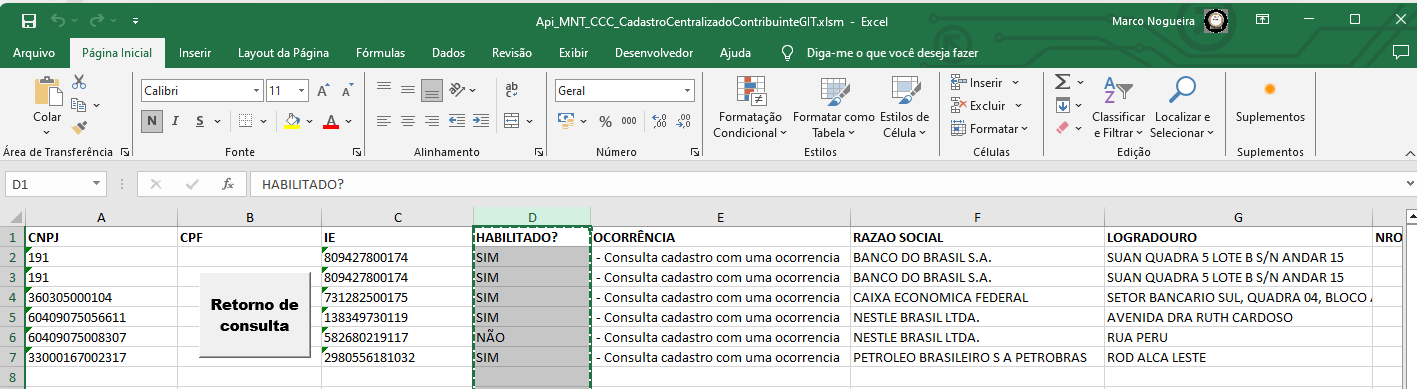 Api_MNT_CCC_CadastroCentralizadoContribuinteGIT.xlsm - Excel
Marco Nogueira
Arquivo Página Inicial Inserir Layout da Página Fórmulas Dados Revisão Exibir Desenvolvedor Ajuda Diga-me o que você deseja fazer
Colar
Área de Transferência
Calibri 11
N I S A
Fonte
ab
c
Alinhamento
Geral
% 000
Número
Formatação Condicional
Formatar como Tabela
Estilos de Célula
Estilos
Inserir
Excluir
Formatar
Células
Classificar e Filtrar
Localizar e Selecionar
Edição
Suplementos
Suplementos
D1 fx HABILITADO?
A B C D E F G
1 CNPJ CPF IE HABILITADO? OCORRÊNCIA RAZAO SOCIAL LOGRADOURO NRO
2 191 809427800174 SIM - Consulta cadastro com uma ocorrencia BANCO DO BRASIL S.A. SUAN QUADRA 5 LOTE B S/N ANDAR 15
3 191 809427800174 SIM - Consulta cadastro com uma ocorrencia BANCO DO BRASIL S.A. SUAN QUADRA 5 LOTE B S/N ANDAR 15
4 360305000104 731282500175 SIM - Consulta cadastro com uma ocorrencia CAIXA ECONOMICA FEDERAL SETOR BANCARIO SUL, QUADRA 04, BLOCO
5 60409075056611 138349730119 SIM - Consulta cadastro com uma ocorrencia NESTLE BRASIL LTDA. AVENIDA DRA RUTH CARDOSO
6 60409075008307 582680219117 NÃO - Consulta cadastro com uma ocorrencia NESTLE BRASIL LTDA. RUA PERU
7 33000167002317 2980556181032 SIM - Consulta cadastro com uma ocorrencia PETROLEO BRASILEIRO S A PETROBRAS ROD ALCA LESTE
8
Retorno de
consulta